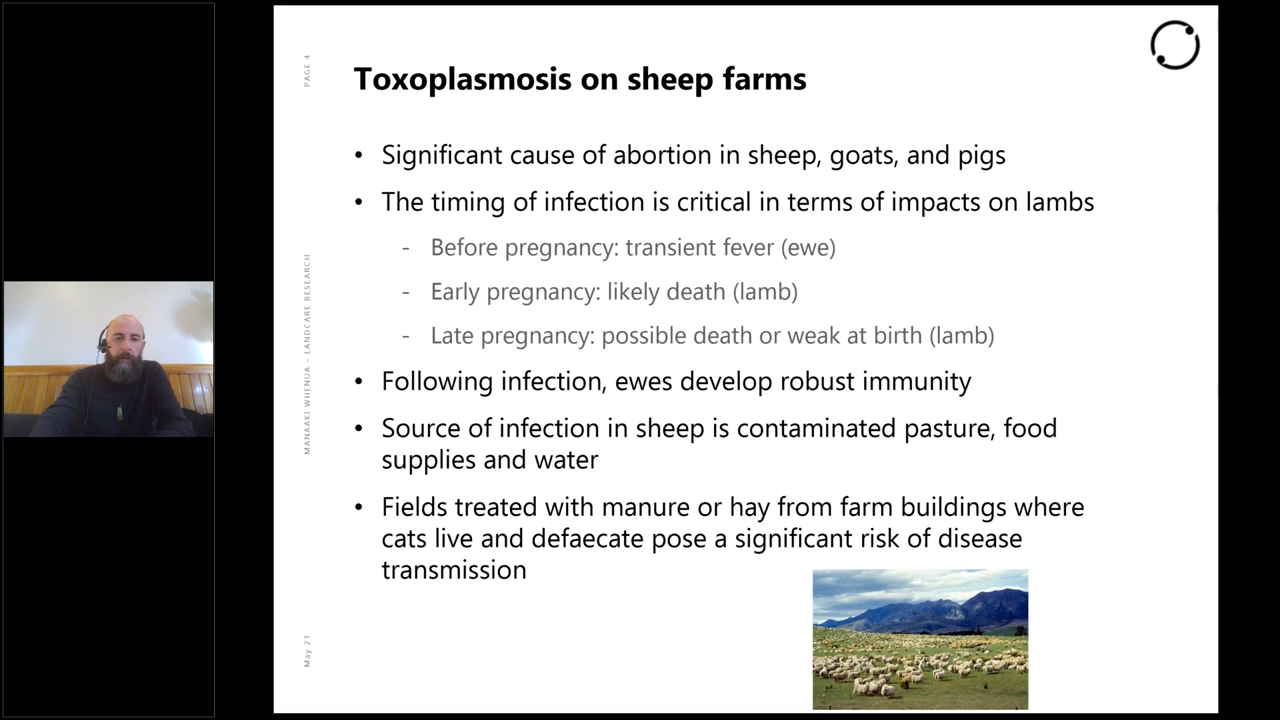 PAGE 4
Toxoplasmosis on sheep farms
• Significant cause of abortion in sheep, goats, and pigs
• The timing of infection is critical in terms of impacts on lambs
- Before pregnancy: transient fever (ewe)
- Early pregnancy: likely death (lamb)
- Late pregnancy: possible death or weak at birth (lamb)
• Following infection, ewes develop robust immunity
• Source of infection in sheep is contaminated pasture, food
supplies and water
• Fields treated with manure or hay from farm buildings where
cats live and defaecate pose a significant risk of disease
transmission
MANAAKI WHENUA – LANDCARE RESEARCH
May 21